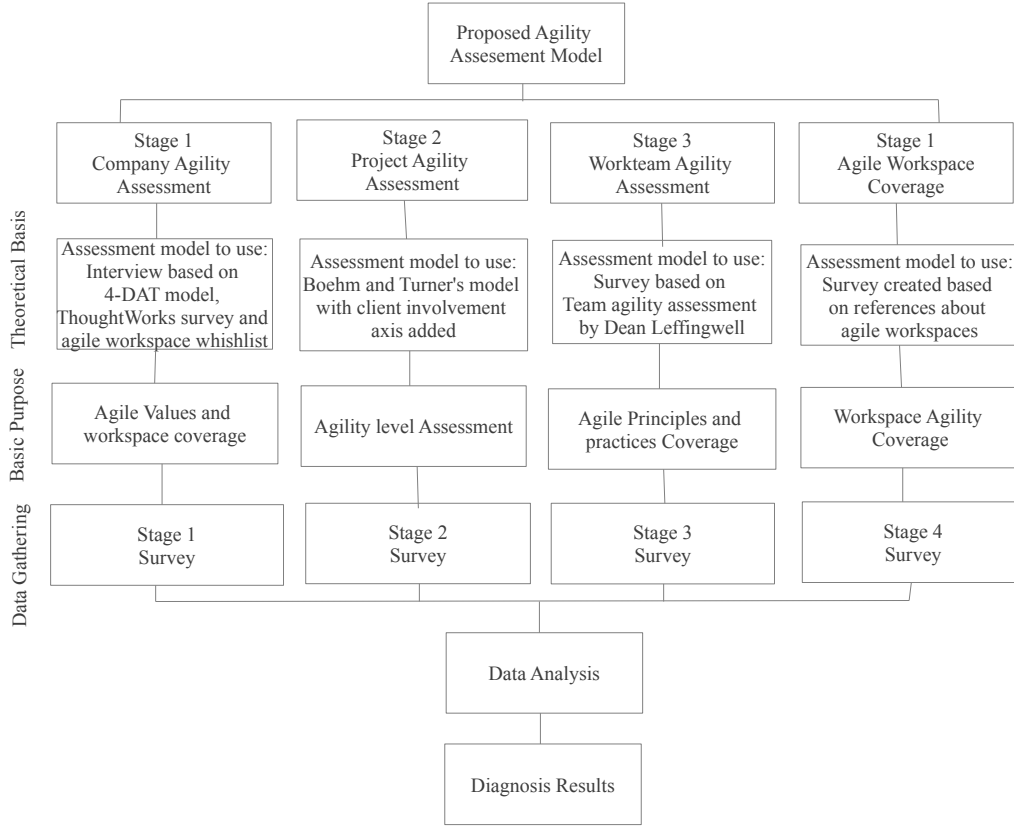 Proposed Agility
Assesement Model
Stage 1
Company Agility
Assessment
Stage 2
Project Agility
Assessment
Stage 3
Workteam Agility
Assessment
Stage 1
Agile Workspace
Coverage
Theoretical Basis
Assessment model to use:
Interview based on
4-DAT model,
ThoughtWorks survey and
agile workspace whishlist
Assessment model to use:
Boehm and Turner's model
with client involvement
axis added
Assessment model to use:
Survey based on
Team agility assessment
by Dean Leffingwell
Assessment model to use:
Survey created based
on references about
agile workspaces
Basic Purpose
Agile Values and
workspace coverage
Agility level Assessment
Agile Principles and
practices Coverage
Workspace Agility
Coverage
Data Gathering
Stage 1
Survey
Stage 2
Survey
Stage 3
Survey
Stage 4
Survey
Data Analysis
Diagnosis Results